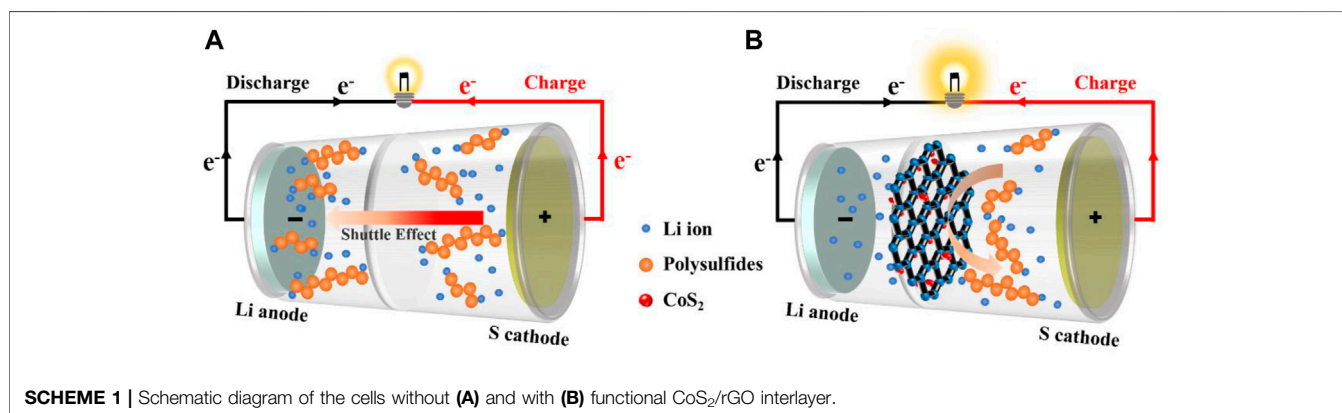 A
Discharge
e-
e-
Charge
e-
e-
−
+
Shuttle Effect
Li anode
S cathode
Li ion
Polysulfides
CoS₂
B
Discharge
e-
e-
Charge
e-
e-
−
+
Li anode
S cathode
SCHEME 1 | Schematic diagram of the cells without (A) and with (B) functional CoS₂/rGO interlayer.